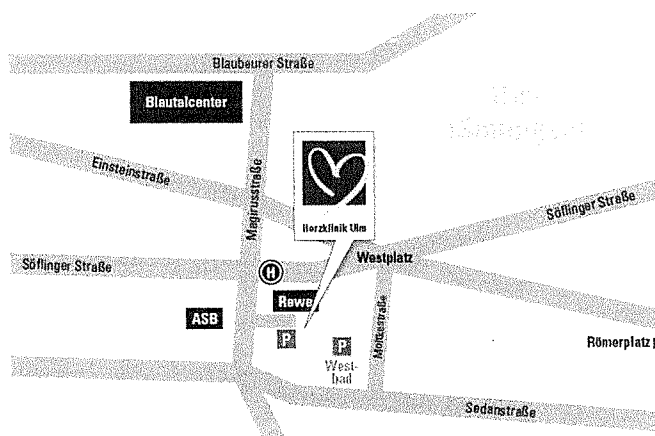 Blaubeurer Straße
Blautalcenter
Einsteinstraße
Magirusstraße
Herzklinik Ulm
Söflinger Straße
Westplatz
Söflinger Straße
H
Rewe
ASB
P
P
West-
bad
Moltkestraße
Römerplatz
Sedanstraße